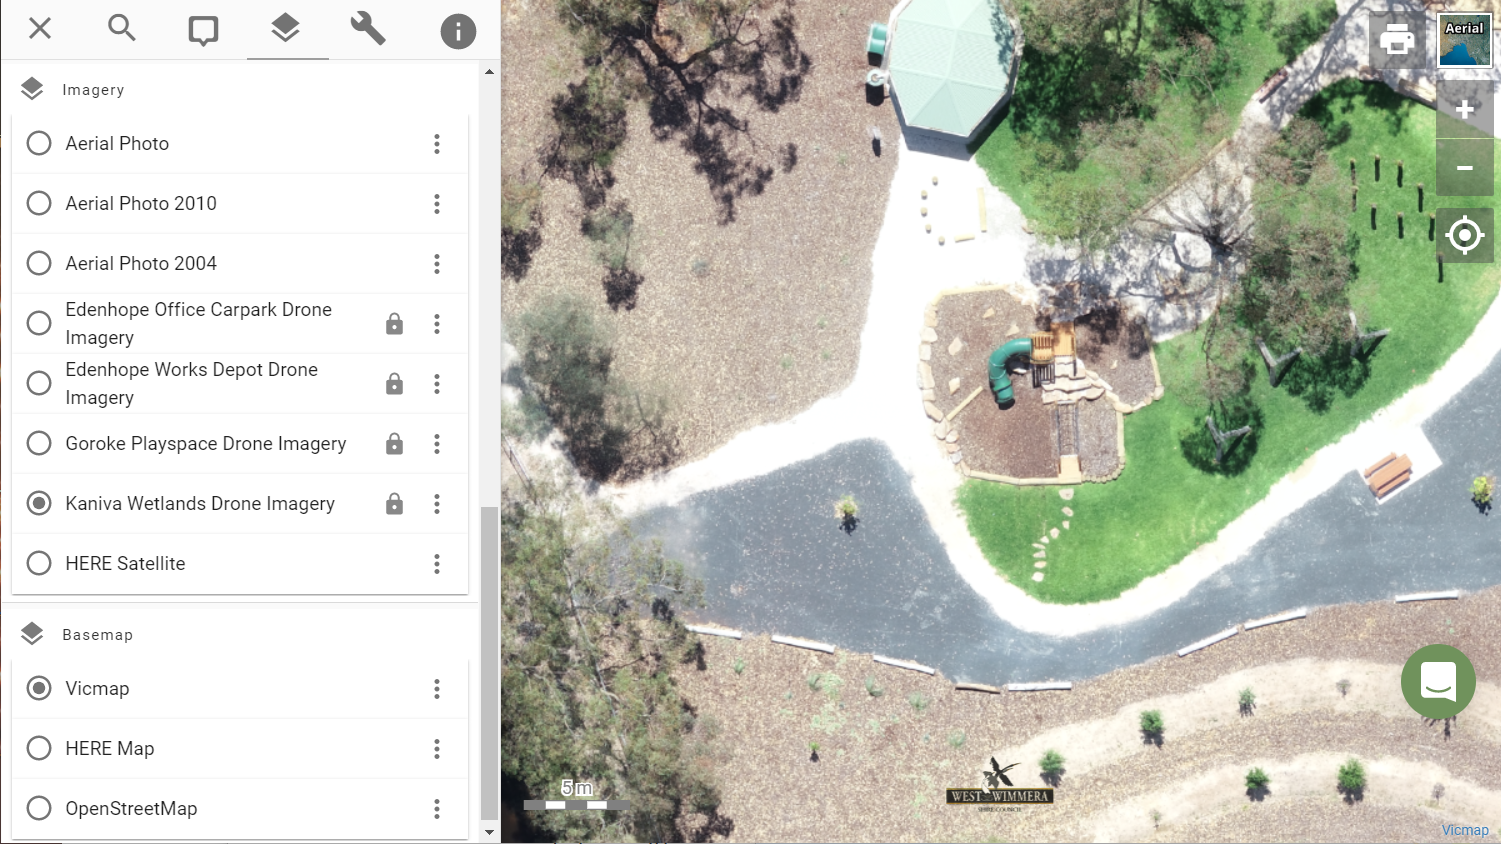 Imagery
Aerial Photo
Aerial Photo 2010
Aerial Photo 2004
Edenhope Office Carpark Drone
Imagery
Edenhope Works Depot Drone
Imagery
Goroke Playspace Drone Imagery
Kaniva Wetlands Drone Imagery
HERE Satellite
Basemap
Vicmap
HERE Map
OpenStreetMap
Aerial
5 m
WEST WIMMERA
SHIRE COUNCIL
Vicmap